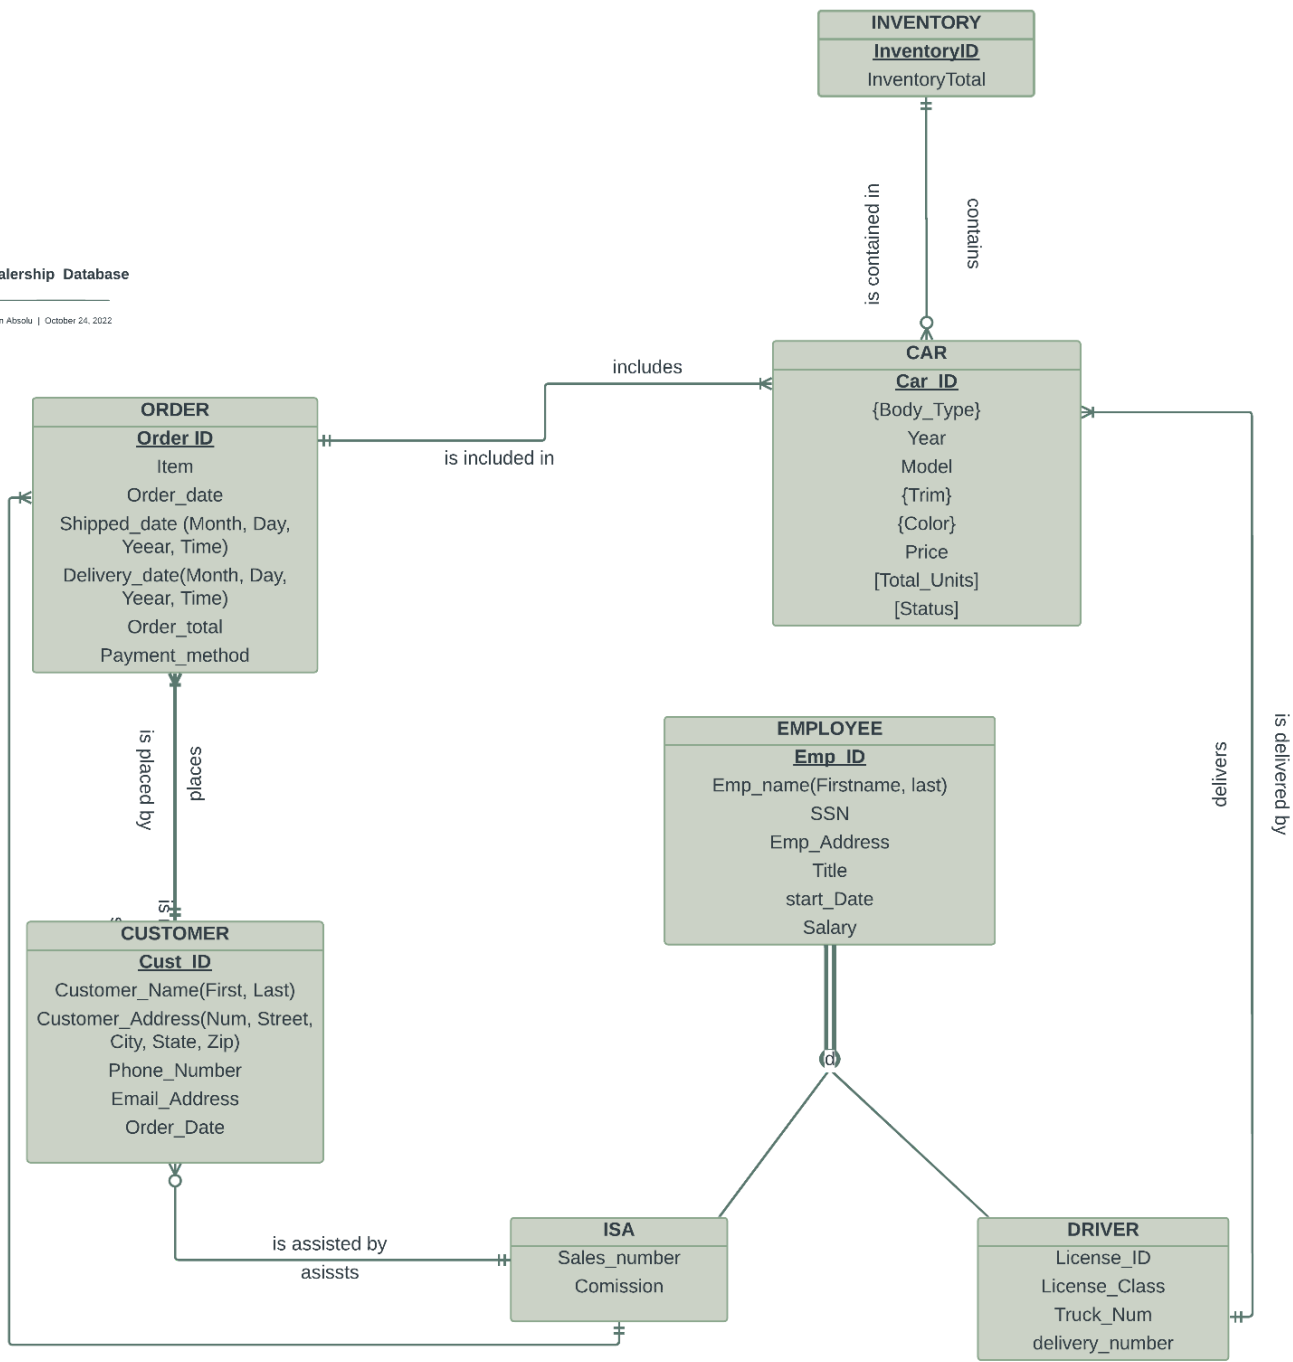 INVENTORY
InventoryID
InventoryTotal
is contained in
contains
alership Database
n Absolu | October 24, 2022
includes
is included in
CAR
Car_ID
{Body_Type}
Year
Model
{Trim}
{Color}
Price
[Total_Units]
[Status]
ORDER
Order ID
Item
Order_date
Shipped_date (Month, Day,
Yeear, Time)
Delivery_date(Month, Day,
Yeear, Time)
Order_total
Payment_method
is placed by
places
is
EMPLOYEE
Emp_ID
Emp_name(Firstname, last)
SSN
Emp_Address
Title
start_Date
Salary
delivers
is delivered by
CUSTOMER
Cust_ID
Customer_Name(First, Last)
Customer_Address(Num, Street,
City, State, Zip)
Phone_Number
Email_Address
Order_Date
d
is assisted by
asissts
ISA
Sales_number
Comission
DRIVER
License_ID
License_Class
Truck_Num
delivery_number